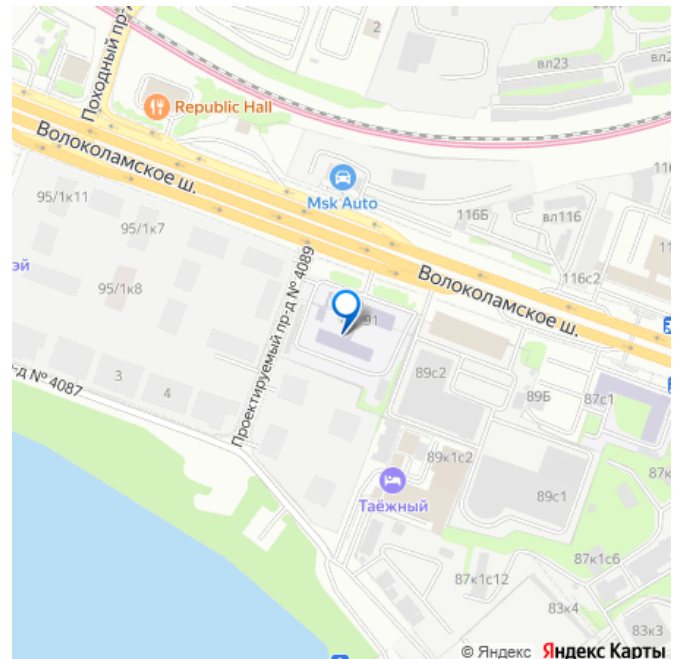 Походный пр-
2
вл23
вл2
Republic Hall
Волоколамское ш.
Msk Auto
116
116Б
вл116
116с2
11
95/1к11
95/1к7
эй
95/1к8
Проектируемый пр-д № 4089
Волоколамское ш.
91
3
4
-д № 4087
89с2
89Б
87с1
89к1с2
Таёжный
89с1
87к
87к1с6
87к1с12
83к4
83к3
© Яндекс Яндекс Карты